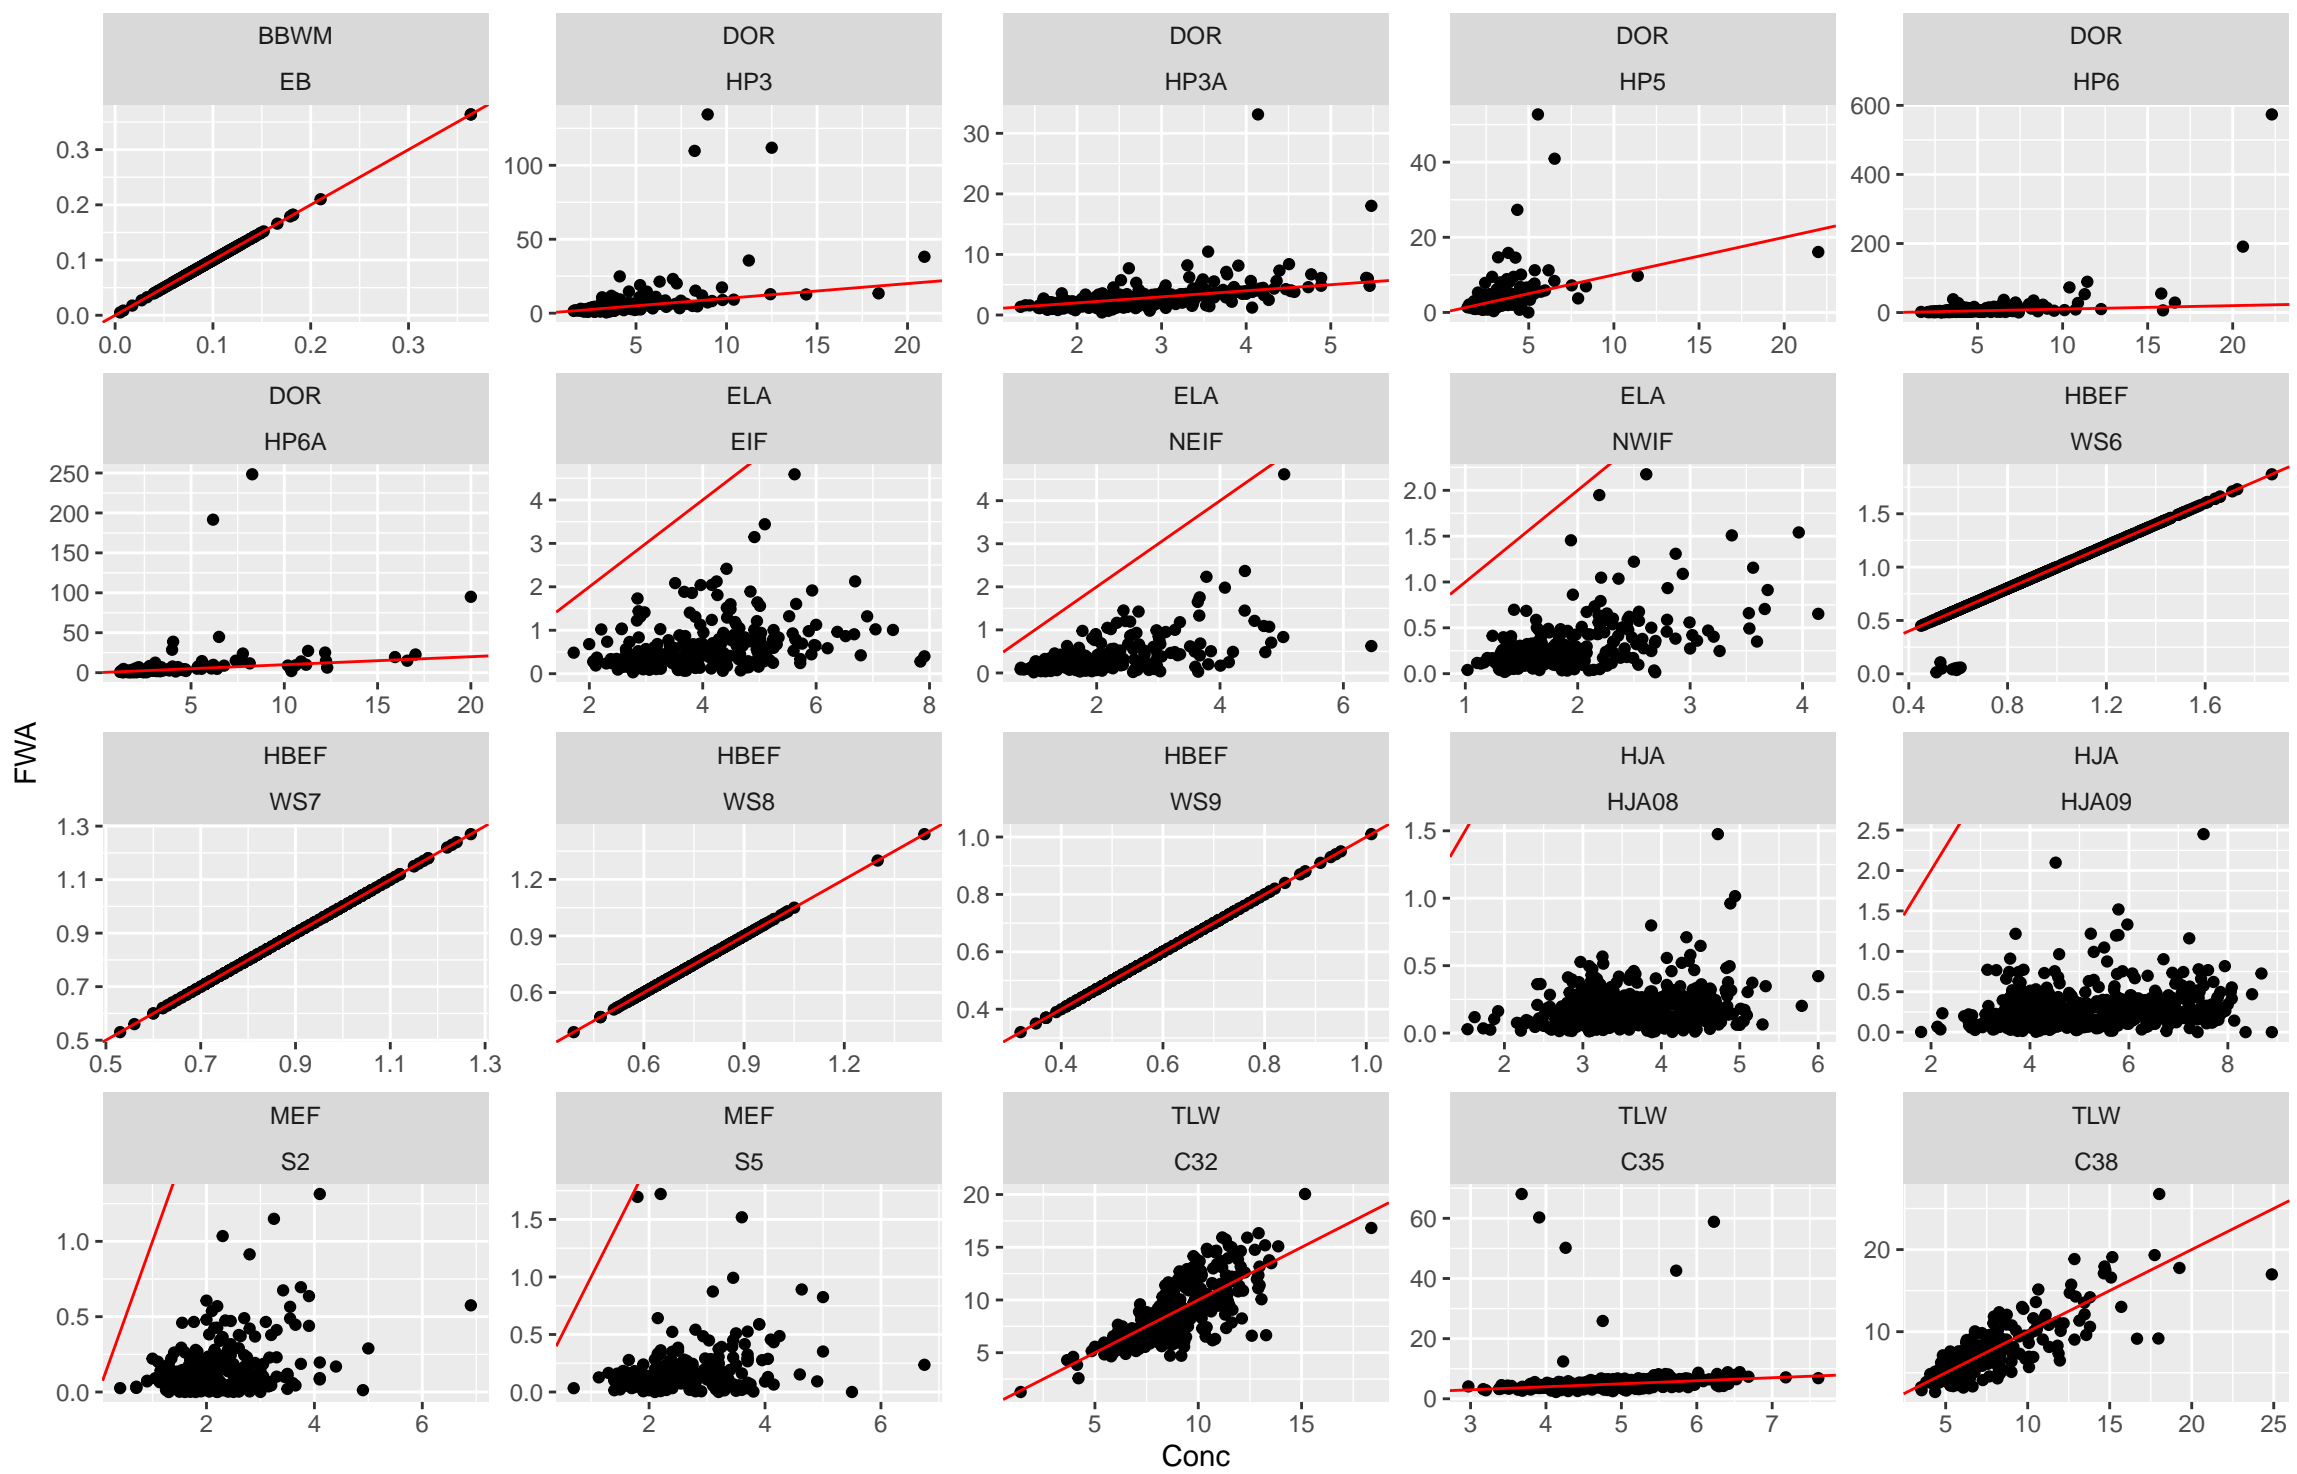 BBWM DOR DOR DOR DOR
EB HP3 HP3A HP5 HP6
0.3 0.2 0.1 0.0
100 50 0
30 20 10 0
40 20 0
600 400 200 0
0.0 0.1 0.2 0.3
5 10 15 20
2 3 4 5
5 10 15 20
5 10 15 20
DOR ELA ELA ELA HBEF
HP6A EIF NEIF NWIF WS6
250 200 150 100 50 0
4 3 2 1 0
4 3 2 1 0
2.0 1.5 1.0 0.5 0.0
1.5 1.0 0.5 0.0
5 10 15 20
2 4 6 8
2 4 6
1 2 3 4
0.4 0.8 1.2 1.6
FWA
HBEF HBEF HBEF HJA HJA
WS7 WS8 WS9 HJA08 HJA09
1.3 1.1 0.9 0.7 0.5
1.2 0.9 0.6
1.0 0.8 0.6 0.4
1.5 1.0 0.5 0.0
2.5 2.0 1.5 1.0 0.5 0.0
0.5 0.7 0.9 1.1 1.3
0.6 0.9 1.2
0.4 0.6 0.8 1.0
2 3 4 5 6
2 4 6 8
MEF MEF TLW TLW TLW
S2 S5 C32 C35 C38
1.0 0.5 0.0
1.5 1.0 0.5 0.0
20 15 10 5
60 40 20 0
20 10
2 4 6
2 4 6
5 10 15
3 4 5 6 7
5 10 15 20 25
Conc